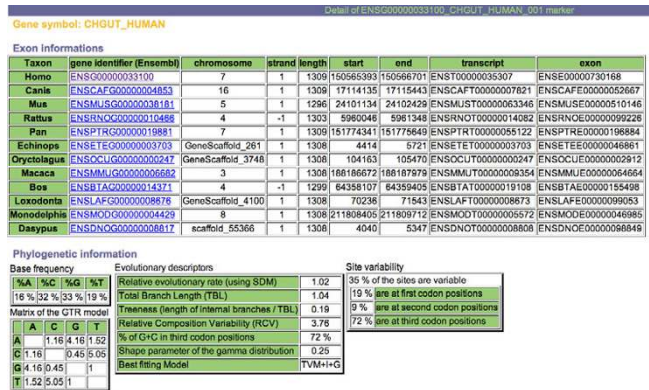 Detail of ENSG00000033100_CHGUT_HUMAN_001 marker
Gene symbol: CHGUT_HUMAN
Exon informations
Taxon gene identifier (Ensembl) chromosome strand length start end transcript exon
Homo ENSG00000033100 7 1 1309 150565393 150566701 ENST00000035307 ENSE00000730168
Canis ENSCAFG00000004853 16 1 1309 17114135 17115443 ENSCAFT00000007821 ENSCAFE00000052667
Mus ENSMUSG00000038181 5 1 1296 24101134 24102429 ENSMUST00000063346 ENSMUSE00000510146
Rattus ENSRNOG00000010466 4 -1 1303 5960046 5961348 ENSRNOT00000014082 ENSRNOE00000099226
Pan ENSPTRG00000019881 7 1 1309 151774341 151775649 ENSPTRT00000055122 ENSPTRE00000196884
Echinops ENSETEG00000003703 GeneScaffold_261 1 1308 4414 5721 ENSETET00000003703 ENSETEE00000046861
Oryctolagus ENSOCUG00000000247 GeneScaffold_3748 1 1308 104163 105470 ENSOCUT00000000247 ENSOCUE00000002912
Macaca ENSMMUG00000006682 3 1 1308 188186672 188187979 ENSMMUT00000009354 ENSMMUE00000064664
Bos ENSBTAG00000014371 4 -1 1299 64358107 64359405 ENSBTAT00000019108 ENSBTAE00000155498
Loxodonta ENSLAFG00000008676 GeneScaffold_4100 1 1308 70236 71543 ENSLAFT00000008673 ENSLAFE00000099053
Monodelphis ENSMODG00000004429 8 1 1308 211808405 211809712 ENSMODT00000005572 ENSMODE00000046985
Dasypus ENSDNOG00000008817 scaffold_55366 1 1308 4040 5347 ENSDNOT00000008808 ENSDNOE00000098849
Phylogenetic information
Base frequency
%A %C %G %T
16 % 32 % 33 % 19 %
Matrix of the GTR model
A C G T
A 1.16 4.16 1.52
C 1.16 0.45 5.05
G 4.16 0.45 1
T 1.52 5.05 1
Evolutionary descriptors
Relative evolutionary rate (using SDM) 1.02
Total Branch Length (TBL) 1.04
Treeness (length of internal branches / TBL) 0.19
Relative Composition Variability (RCV) 3.76
% of G+C in third codon positions 72 %
Shape parameter of the gamma distribution 0.25
Best fitting Model TVM+I+G
Site variability
35 % of the sites are variable
19 % are at first codon positions
9 % are at second codon positions
72 % are at third codon positions